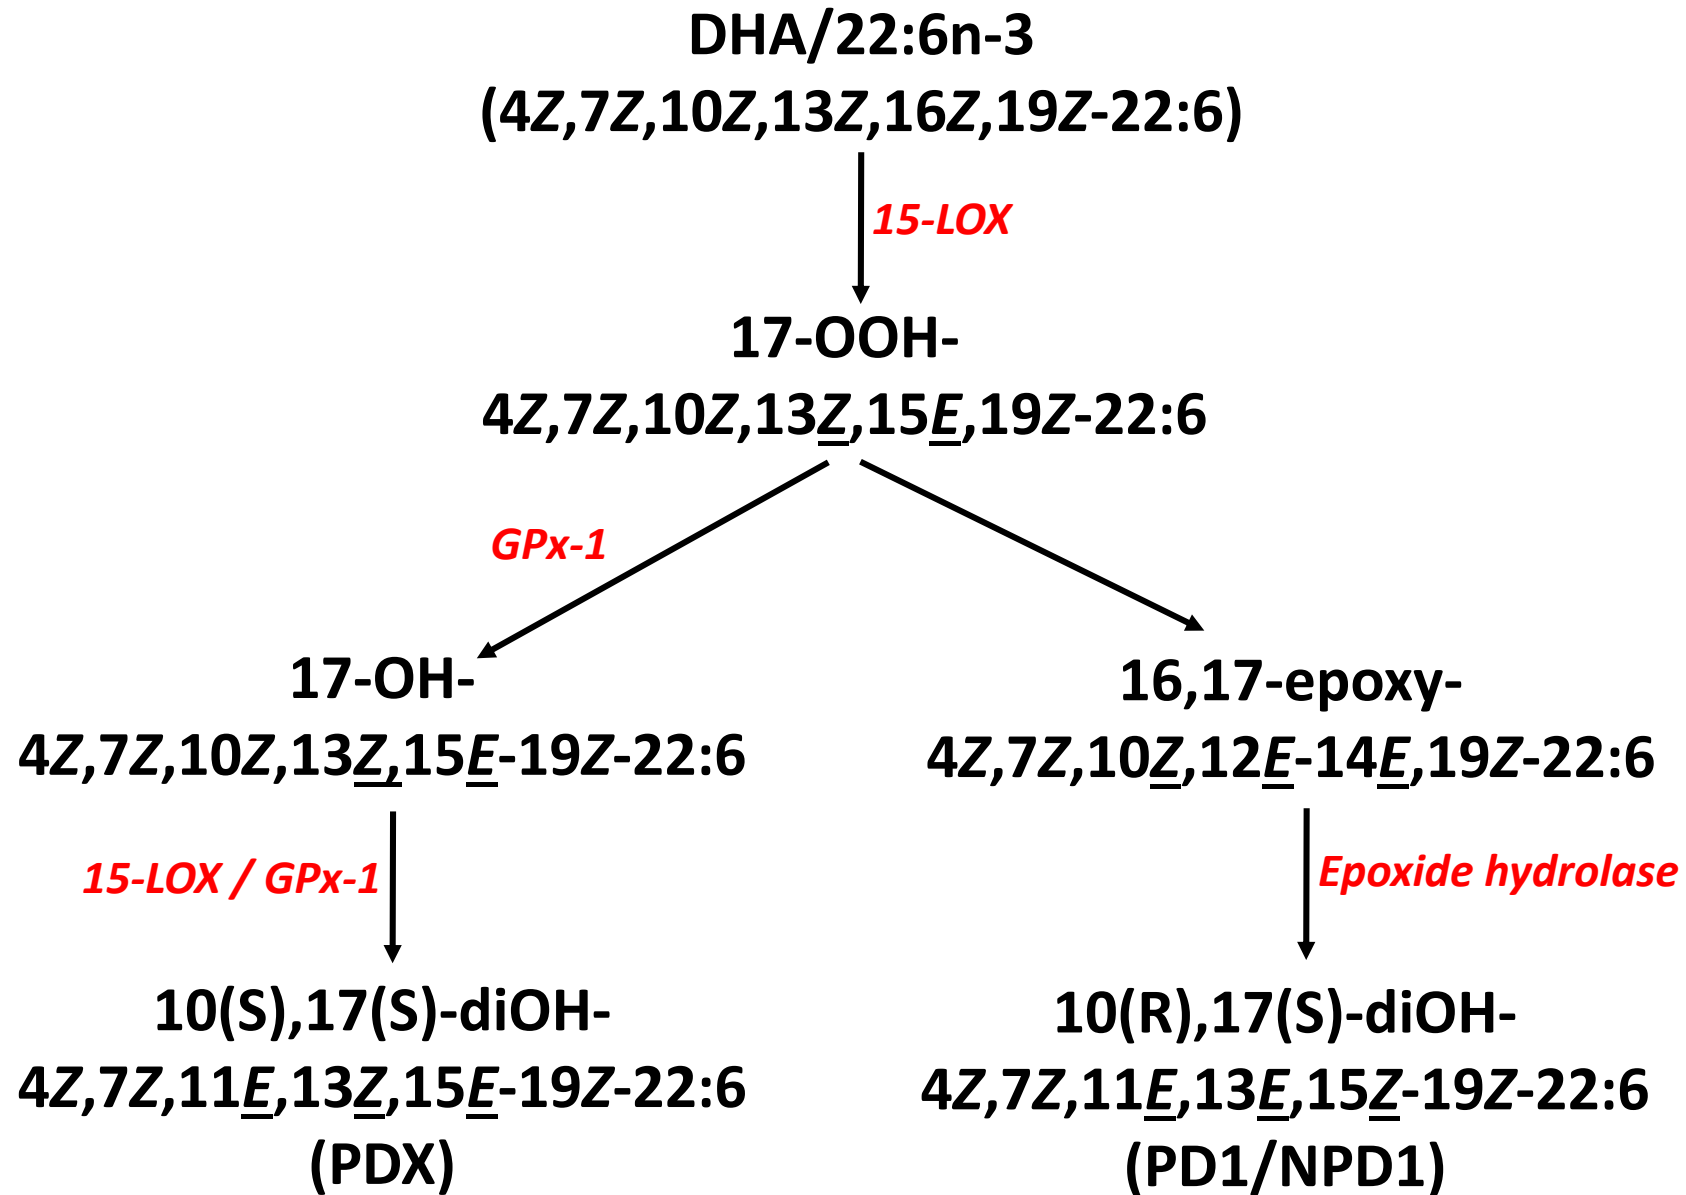 DHA/22:6n-3
(4Z,7Z,10Z,13Z,16Z,19Z-22:6)
15-LOX
17-OOH-
4Z,7Z,10Z,13Z,15E,19Z-22:6
GPx-1
17-OH-
4Z,7Z,10Z,13Z,15E-19Z-22:6
16,17-epoxy-
4Z,7Z,10Z,12E-14E,19Z-22:6
15-LOX / GPx-1
Epoxide hydrolase
10(S),17(S)-diOH-
4Z,7Z,11E,13Z,15E-19Z-22:6
(PDX)
10(R),17(S)-diOH-
4Z,7Z,11E,13E,15Z-19Z-22:6
(PD1/NPD1)